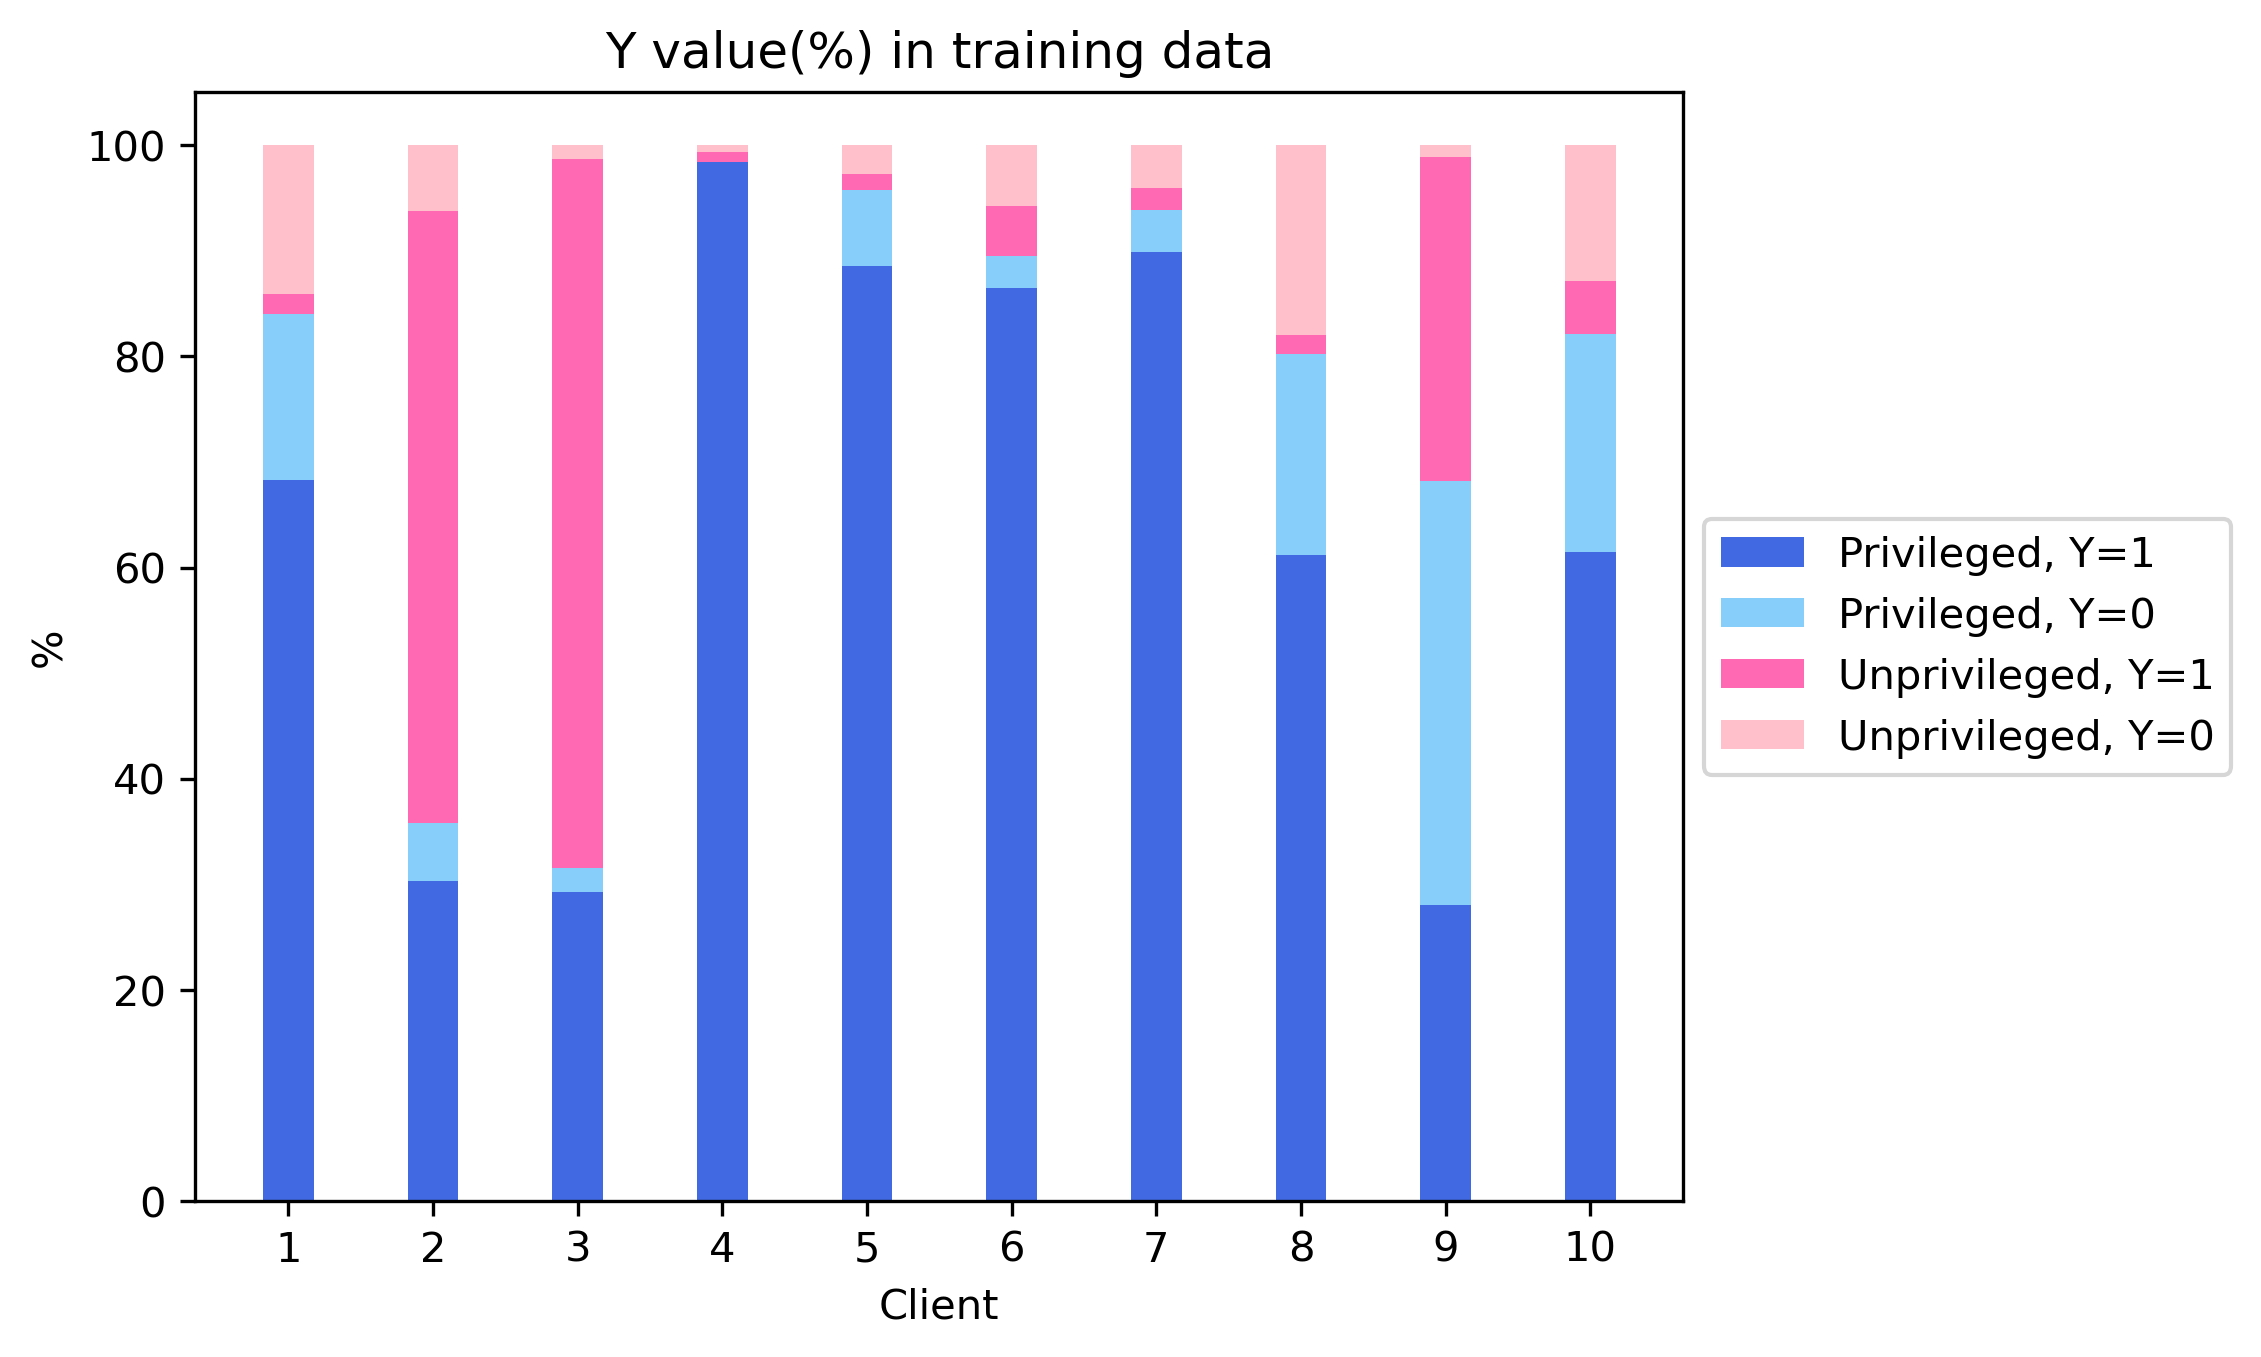 Y value(%) in training data
100
80
60
40
20
0
%
1 2 3 4 5 6 7 8 9 10
Client
Privileged, Y=1
Privileged, Y=0
Unprivileged, Y=1
Unprivileged, Y=0